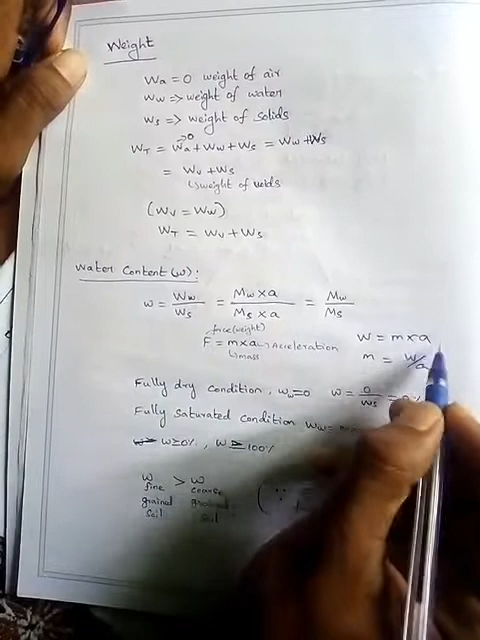 Weight
Wa = 0 weight of air
Ww => weight of water
Ws => weight of solids
WT = Wa→0 + Ww + Ws = Ww + Ws
= Wv + Ws
↳ weight of voids
(Wv = Ww)
WT = Wv + Ws
Water Content (w) :
w = Ww/Ws = Mw × a/Ms × a = Mw/Ms
force (weight)
F = m × a → Acceleration
↳ mass
W = m × a
m = W/a
Fully dry condition, ww = 0 w = 0/Ws =
Fully saturated condition Ww =
w ≥ 0%, w ≥ 100%
w > w
fine coarse
grained grained
soil soil
(∵